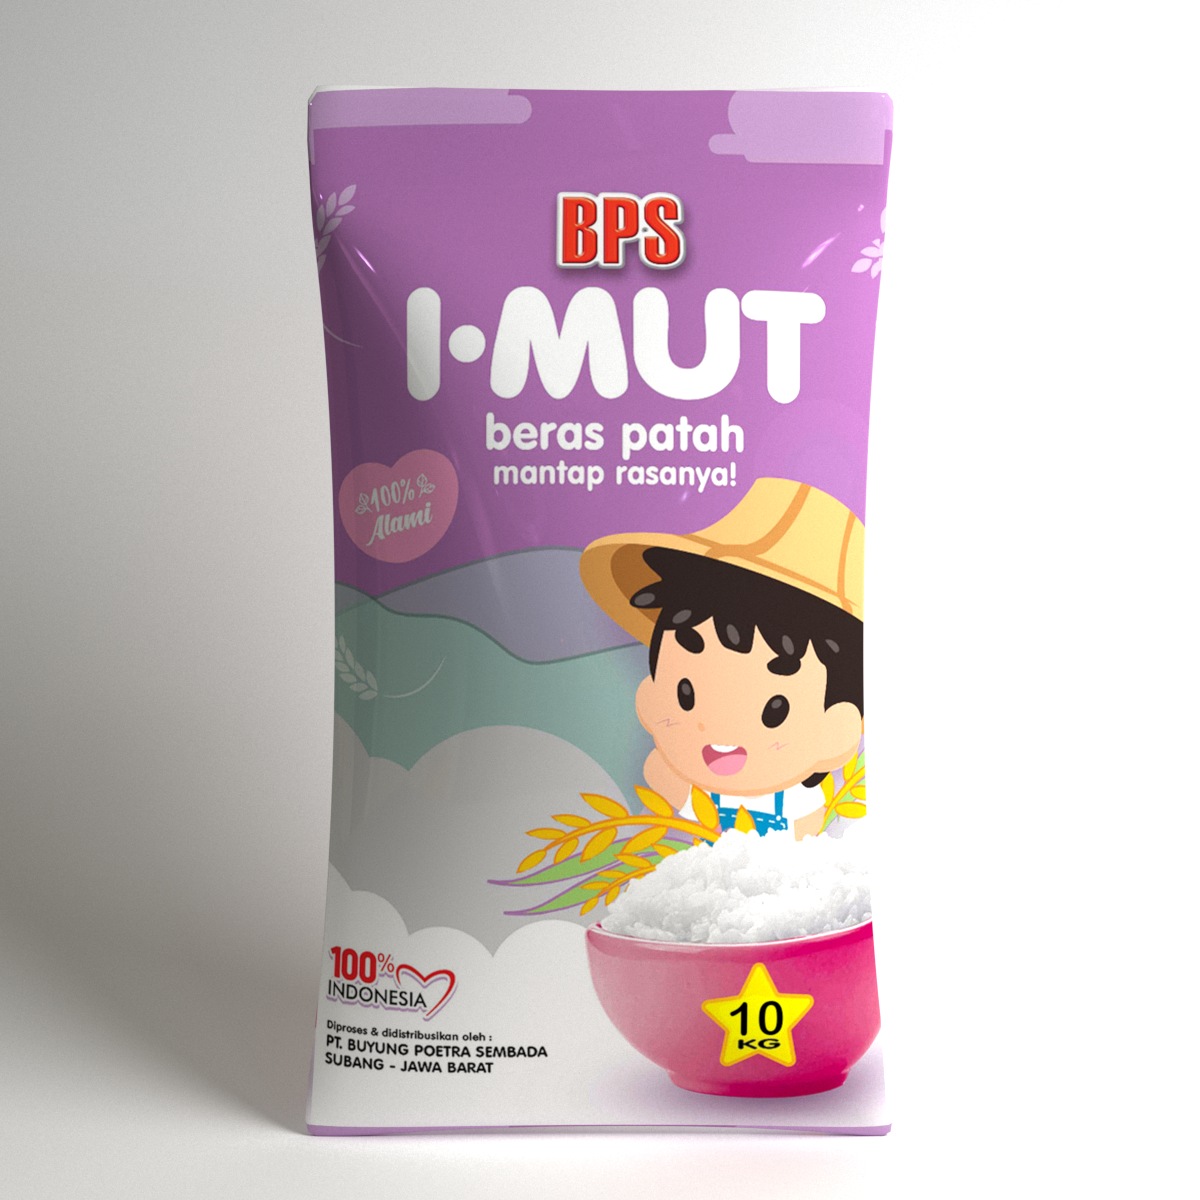 BPS
I•MUT
beras patah
mantap rasanya!
100%
Alami
100%
INDONESIA
10
KG
Diproses & didistribusikan oleh :
PT. BUYUNG POETRA SEMBADA
SUBANG - JAWA BARAT